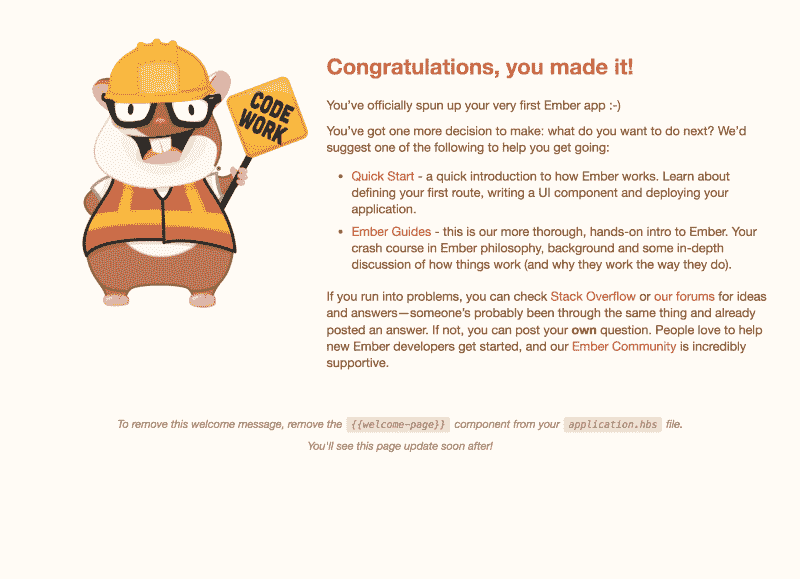 CODE
WORK
Congratulations, you made it!
You've officially spun up your very first Ember app :-)
You've got one more decision to make: what do you want to do next? We'd
suggest one of the following to help you get going:
• Quick Start - a quick introduction to how Ember works. Learn about
defining your first route, writing a UI component and deploying your
application.
• Ember Guides - this is our more thorough, hands-on intro to Ember. Your
crash course in Ember philosophy, background and some in-depth
discussion of how things work (and why they work the way they do).
If you run into problems, you can check Stack Overflow or our forums for ideas
and answers—someone's probably been through the same thing and already
posted an answer. If not, you can post your own question. People love to help
new Ember developers get started, and our Ember Community is incredibly
supportive.
To remove this welcome message, remove the {{welcome-page}} component from your application.hbs file.
You'll see this page update soon after!